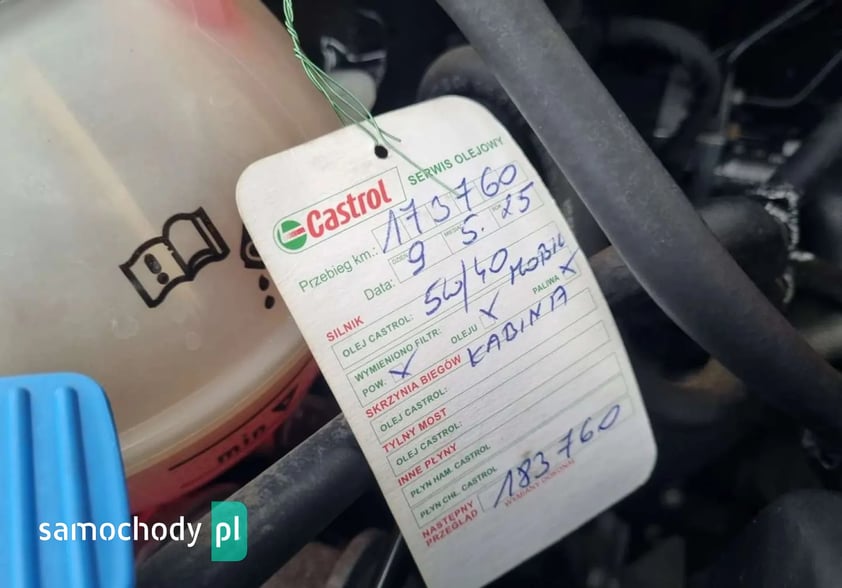 SERWIS OLEJOWY
Castrol
Przebieg km.: 173760
Data: 9 5. 25
SILNIK
OLEJ CASTROL: 5W/40 MOBIL
WYMIENIONO FILTR:
POW. OLEJU PALIWA
SKRZYNIA BIEGÓW KABINA
OLEJ CASTROL:
TYLNY MOST
OLEJ CASTROL:
INNE PŁYNY
PŁYN HAM. CASTROL
PŁYN CHŁ. CASTROL
NASTĘPNY PRZEGLĄD 183760
min
samochody pl